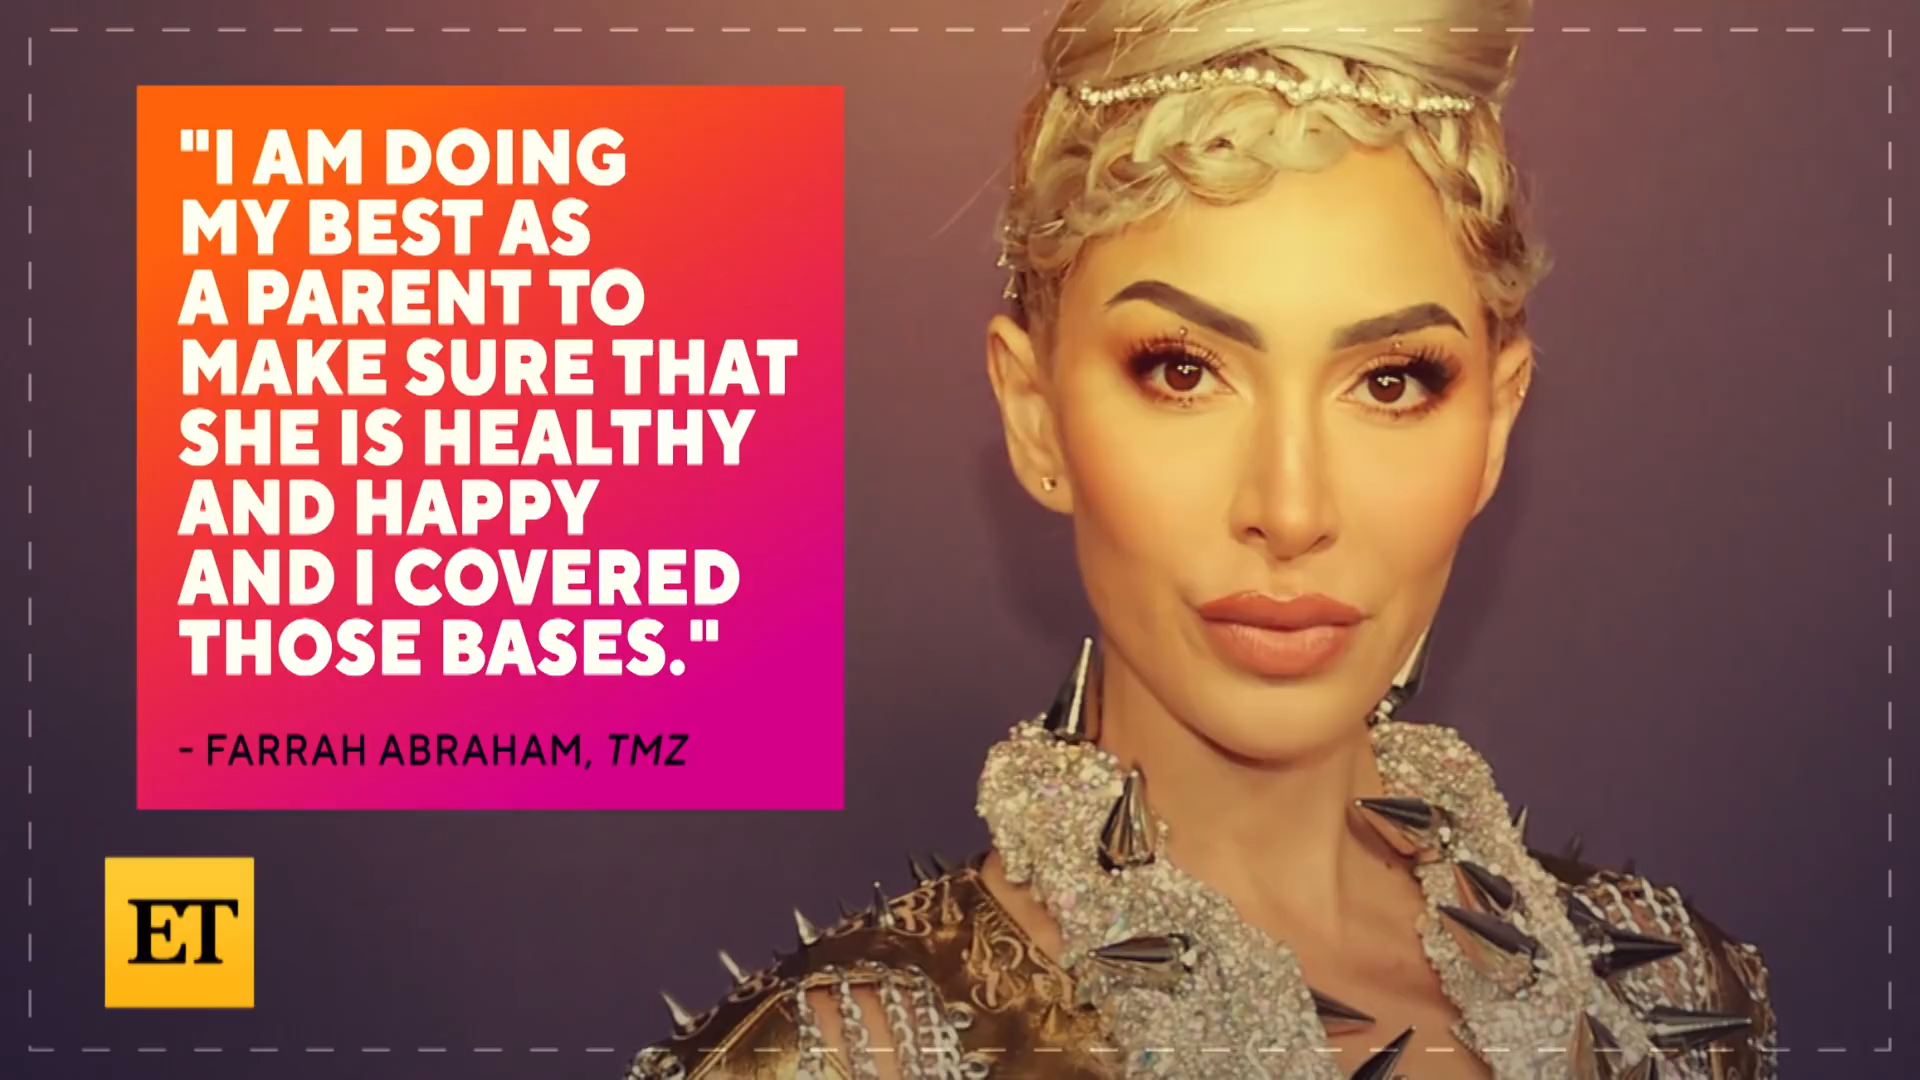 "I AM DOING
MY BEST AS
A PARENT TO
MAKE SURE THAT
SHE IS HEALTHY
AND HAPPY
AND I COVERED
THOSE BASES."
- FARRAH ABRAHAM, TMZ
ET